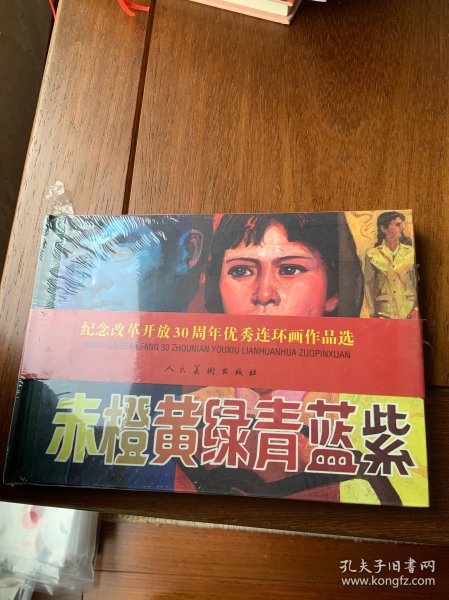 纪念改革开放30周年优秀连环画作品选
JINIAN GAIGE KAIFANG 30 ZHOUNIAN YOUXIU LIANHUANHUA ZUOPINXUAN
人民美术出版社
赤橙黄绿青蓝紫
孔夫子旧书网
www.kongfz.com